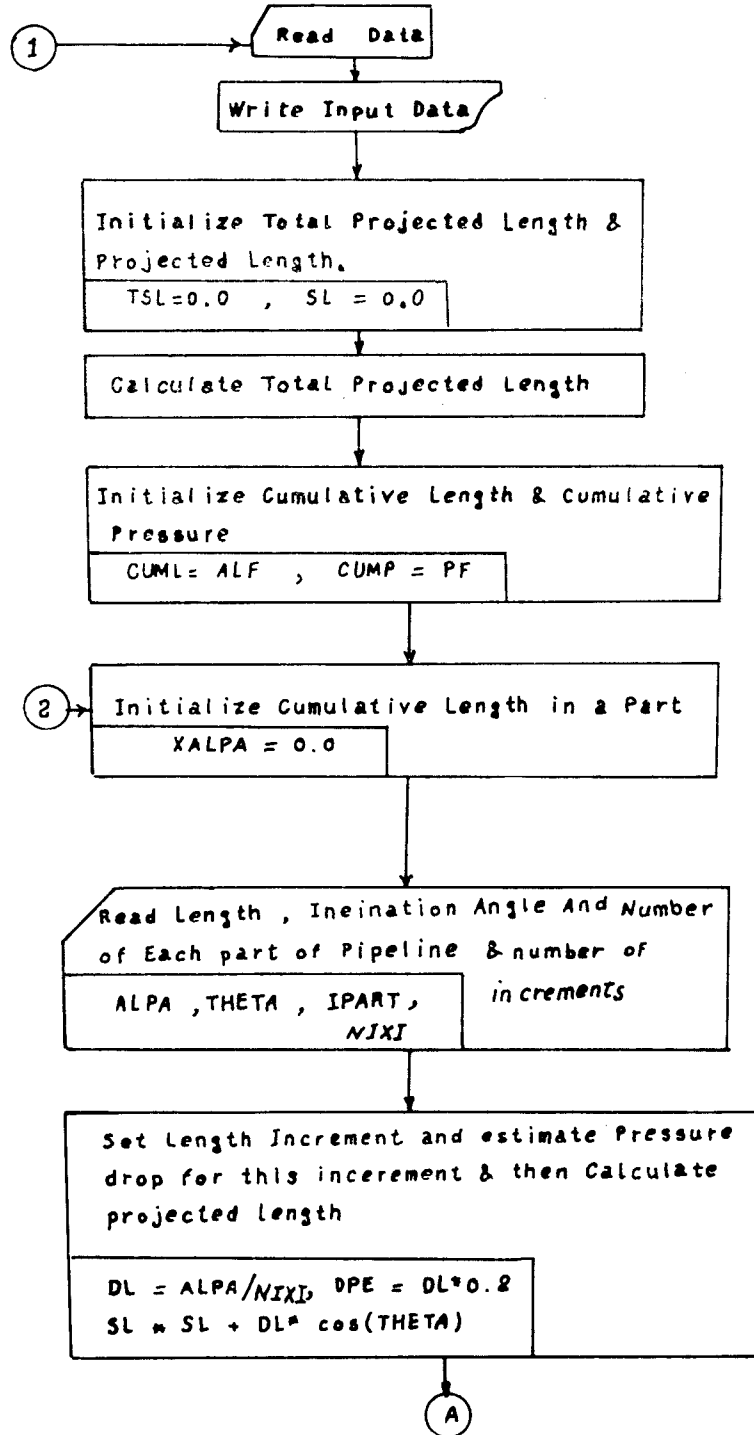 1
Read Data
Write Input Data
Initialize Total Projected Length &
Projected Length.
TSL=0.0 , SL = 0.0
Calculate Total Projected Length
Initialize Cumulative Length & Cumulative
Pressure
CUML= ALF , CUMP = PF
2
Initialize Cumulative Length in a Part
XALPA = 0.0
Read Length , Ineination Angle And Number
of Each part of Pipeline & number of
in crements
ALPA , THETA , IPART ,
NIXI
Set Length Increment and estimate Pressure
drop for this incerement & then Calculate
projected length
DL = ALPA/NIXI, DPE = DL*0.8
SL * SL + DL* cos(THETA)
A